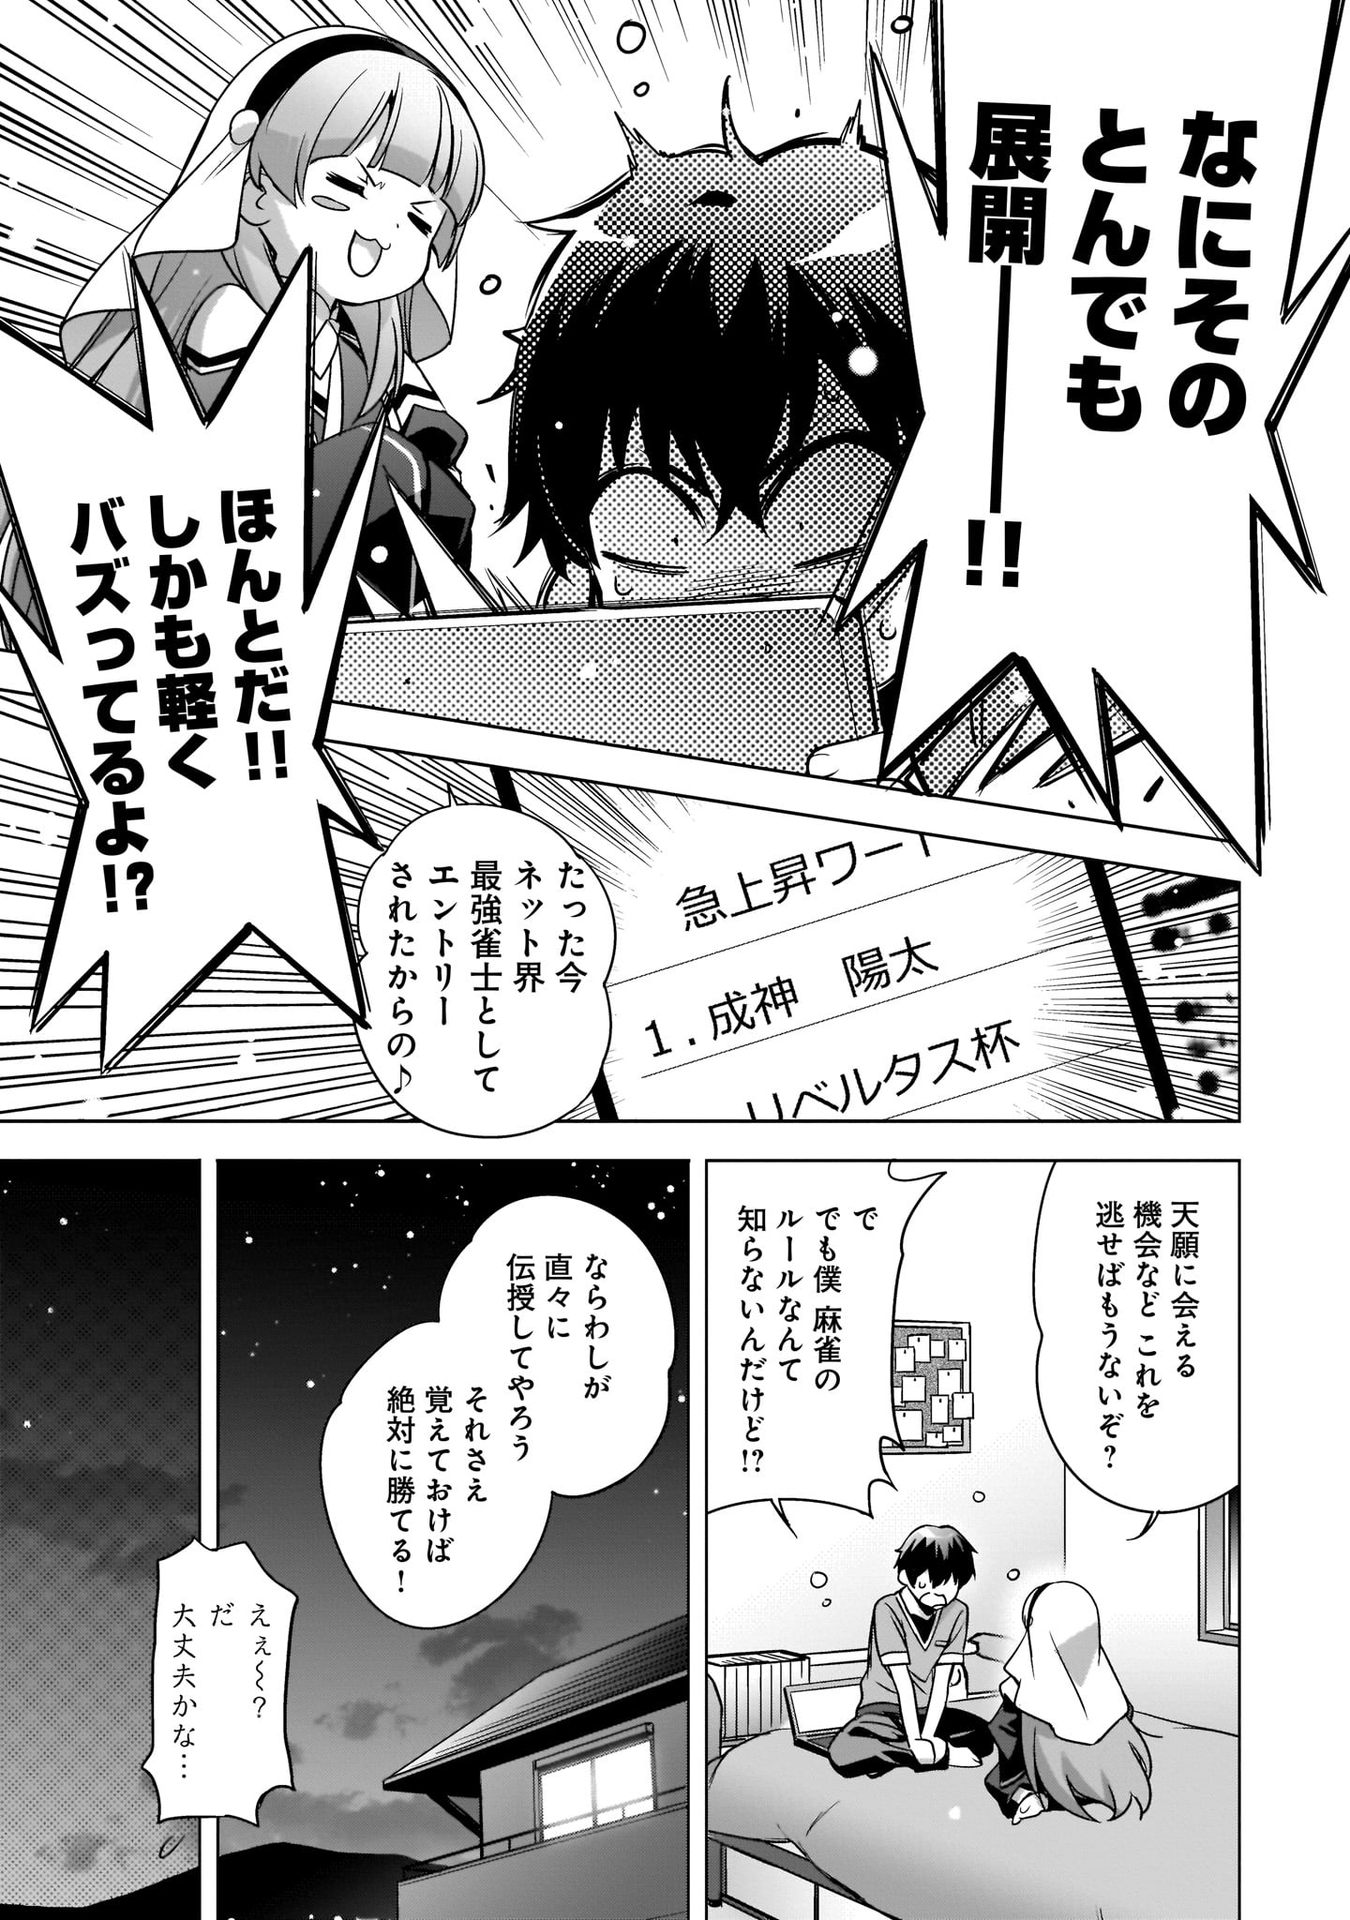 なにその
とんでも
展開━━!!
ほんとだ!!
しかも軽く
バズってるよ!?
急上昇ワード
1.成神 陽太
リベルタス杯
たった今
ネット界
最強雀士として
エントリー
されたからの♪
天願に会える
機会など これを
逃せばもうないぞ?
で
でも僕 麻雀の
ルールなんて
知らないんだけど!?
ならわしが
直々に
伝授してやろう
それさえ
覚えておけば
絶対に勝てる!
えぇ〜?
だ
大丈夫かな…